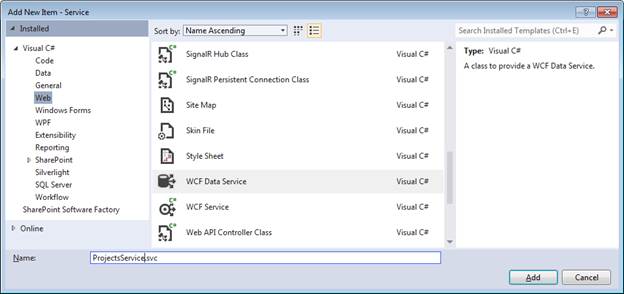 Add New Item - Service
Installed
Sort by: Name Ascending
Search Installed Templates (Ctrl+E)
Visual C#
Code
Data
General
Web
Windows Forms
WPF
Extensibility
Reporting
SharePoint
Silverlight
SQL Server
Workflow
SharePoint Software Factory
Online
SignalR Hub Class Visual C#
SignalR Persistent Connection Class Visual C#
Site Map Visual C#
Skin File Visual C#
Style Sheet Visual C#
WCF Data Service Visual C#
WCF Service Visual C#
Web API Controller Class Visual C#
Type: Visual C#
A class to provide a WCF Data Service.
Name: ProjectsService.svc
Add Cancel